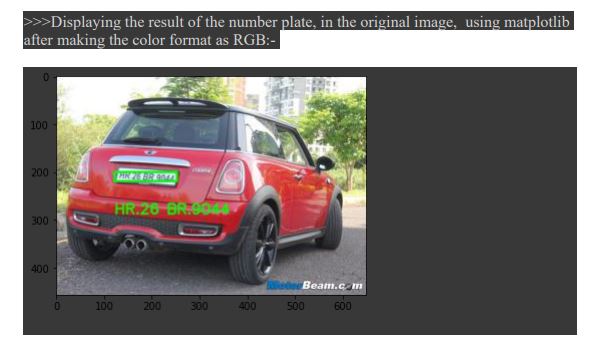 >>>Displaying the result of the number plate, in the original image,  using matplotlib
after making the color format as RGB:-
0
100
200
300
400
HR 26 BR 9044
HR.26 BR.9044
MotorBeam.com
0 100 200 300 400 500 600